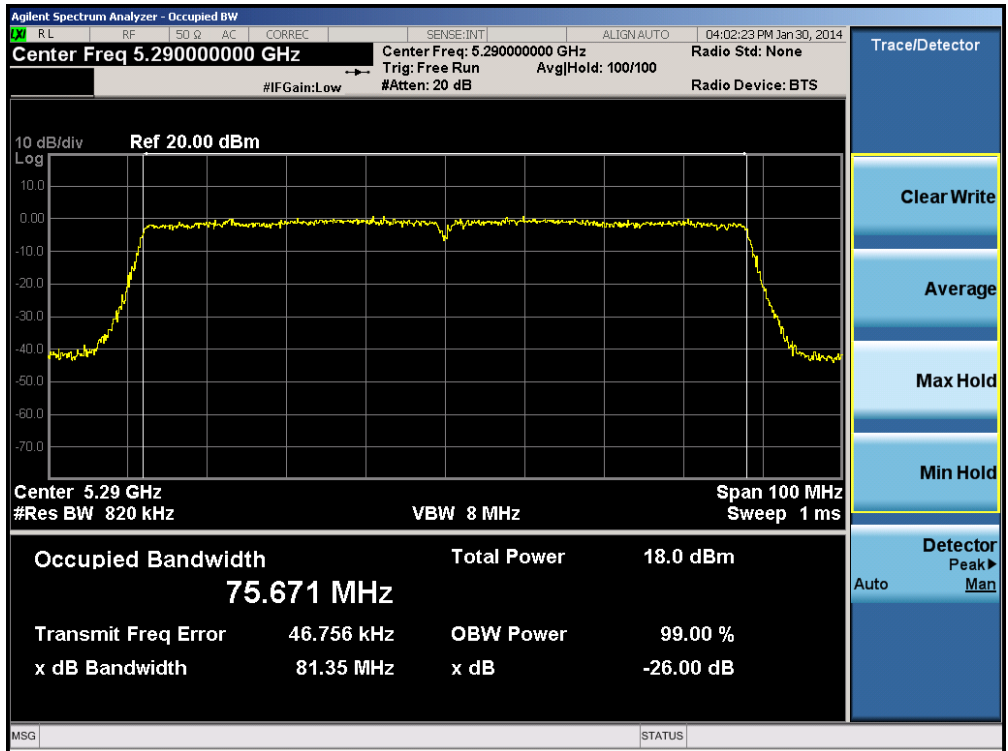 Agilent Spectrum Analyzer - Occupied BW
LXI RL RF 50 Ω AC CORREC SENSE:INT ALIGN AUTO 04:02:23 PM Jan 30, 2014
Center Freq 5.290000000 GHz
Center Freq: 5.290000000 GHz
Radio Std: None
Trig: Free Run Avg|Hold: 100/100
#IFGain:Low
#Atten: 20 dB
Radio Device: BTS
Trace/Detector
10 dB/div Ref 20.00 dBm
Log
10.0
0.00
-10.0
-20.0
-30.0
-40.0
-50.0
-60.0
-70.0
Center 5.29 GHz Span 100 MHz
#Res BW 820 kHz VBW 8 MHz Sweep 1 ms
Clear Write
Average
Max Hold
Min Hold
Detector
Peak▶
Auto Man
Occupied Bandwidth Total Power 18.0 dBm
75.671 MHz
Transmit Freq Error 46.756 kHz OBW Power 99.00 %
x dB Bandwidth 81.35 MHz x dB -26.00 dB
MSG STATUS